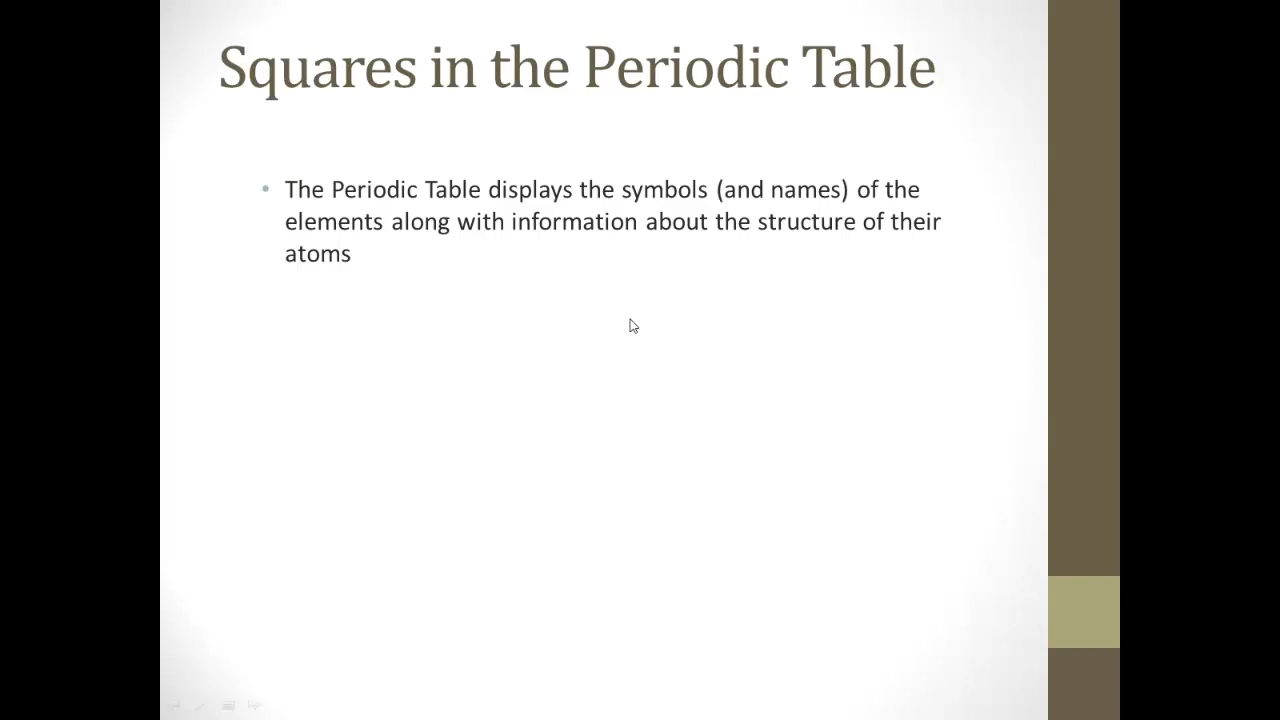 Squares in the Periodic Table
• The Periodic Table displays the symbols (and names) of the
elements along with information about the structure of their
atoms